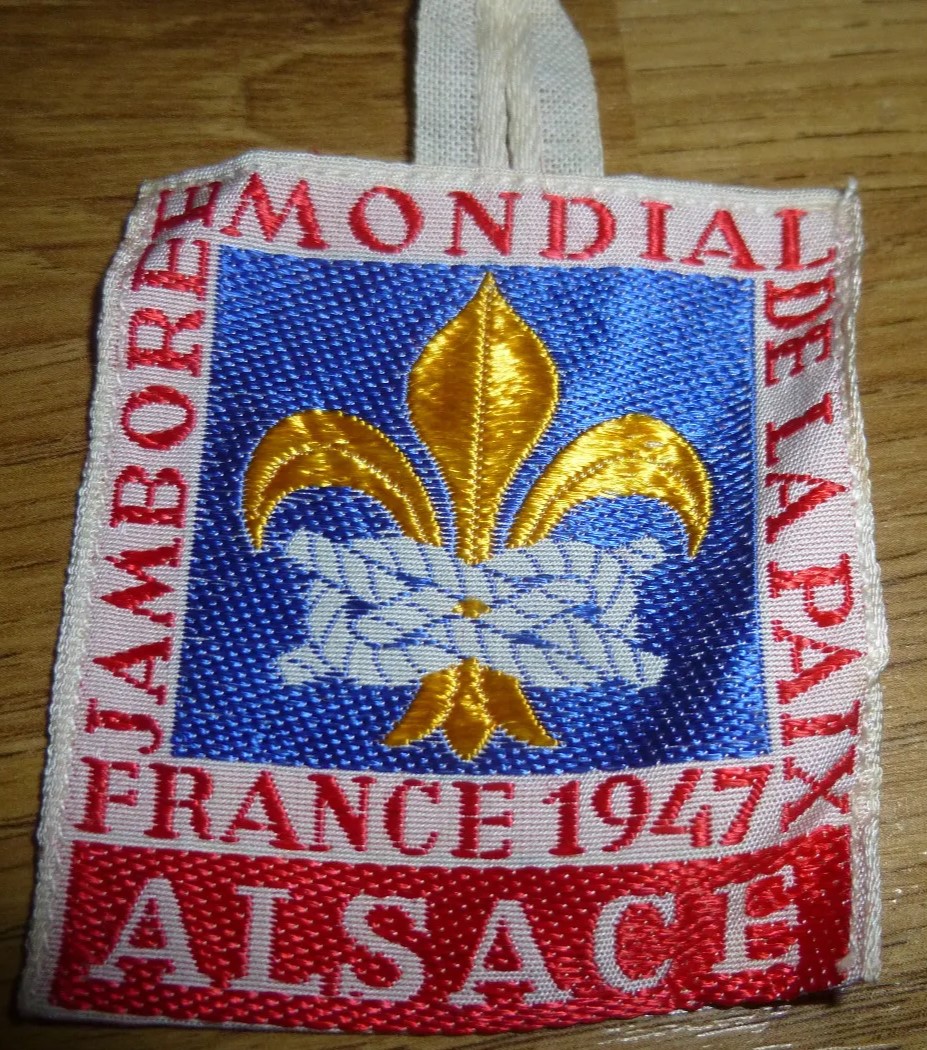 JAMBOREE
MONDIAL
DE LA PAIX
FRANCE 1947
ALSACE